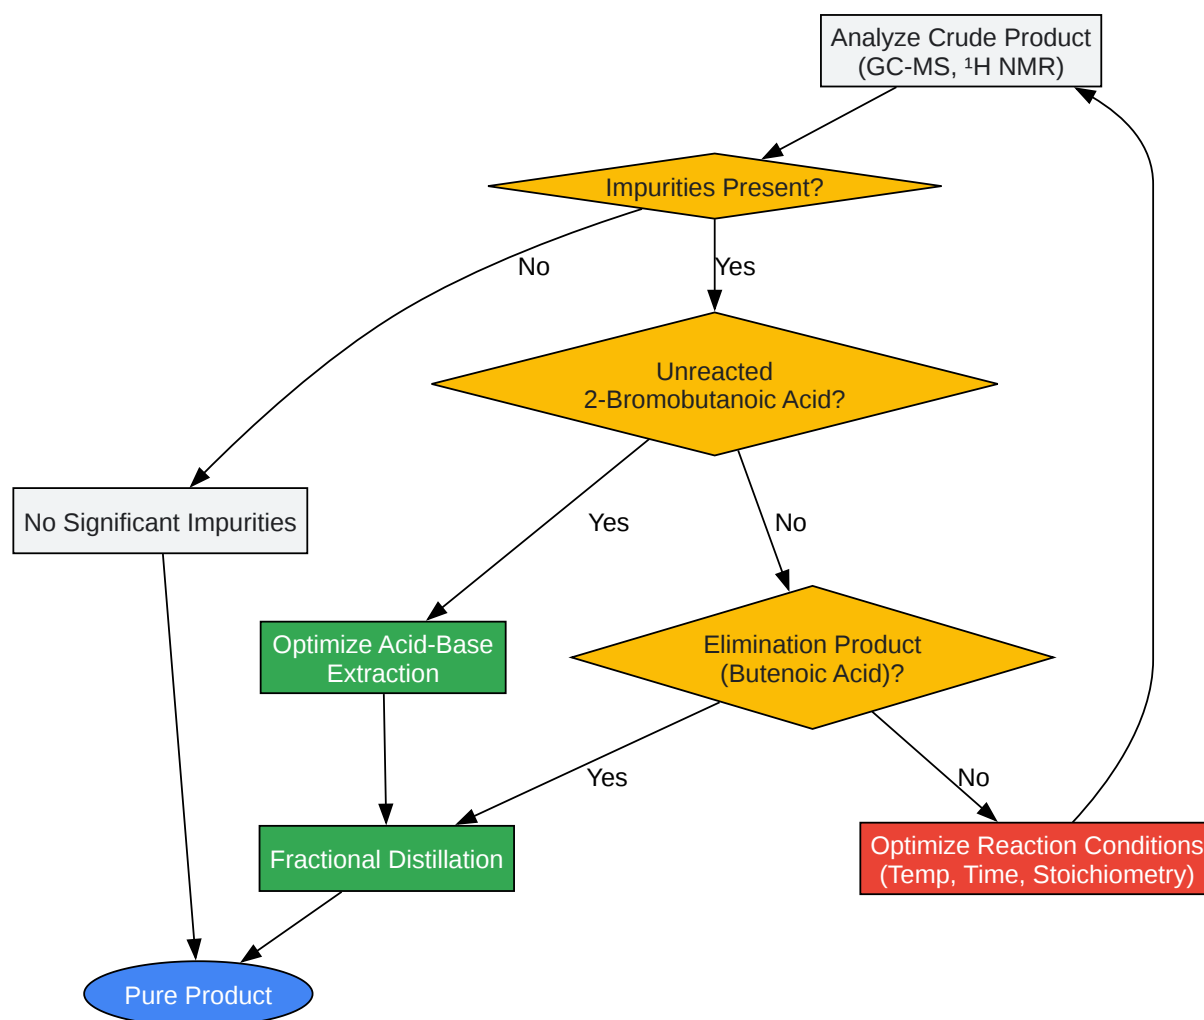 Analyze Crude Product
(GC-MS, ¹H NMR)
Impurities Present?
No
Yes
Unreacted
2-Bromobutanoic Acid?
No Significant Impurities
Yes
No
Optimize Acid-Base
Extraction
Elimination Product
(Butenoic Acid)?
Yes
No
Fractional Distillation
Optimize Reaction Conditions
(Temp, Time, Stoichiometry)
Pure Product